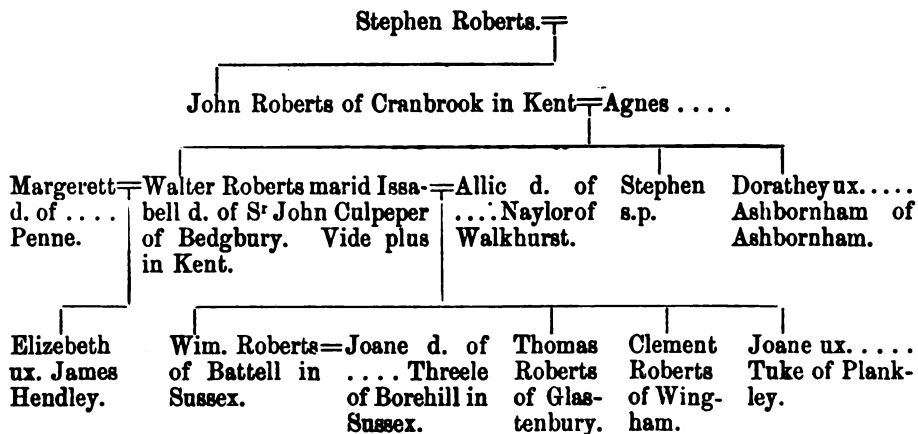 Stephen Roberts.
John Roberts of Cranbrook in Kent=Agnes . . . .
Margerett
d. of . . . .
Penne.
Walter Roberts marid Issa-
bell d. of Sʳ John Culpeper
of Bedgbury. Vide plus
in Kent.
Allic d. of
. . . . Naylor of
Walkhurst.
Stephen
s.p.
Dorathey ux. . . . .
Ashbornham of
Ashbornham.
Elizebeth
ux. James
Hendley.
Wim. Roberts=
of Battell in
Sussex.
Joane d. of
. . . . Threele
of Borehill in
Sussex.
Thomas
Roberts
of Glas-
tenbury.
Clement
Roberts
of Wing-
ham.
Joane ux. . . . .
Tuke of Plank-
ley.